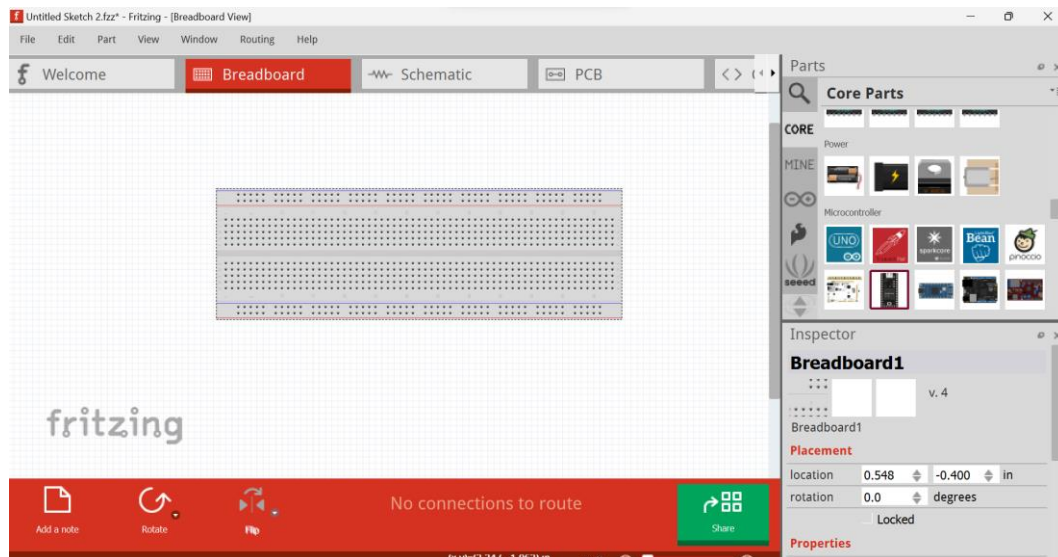 Untitled Sketch 2.fzz* - Fritzing - [Breadboard View]
File Edit Part View Window Routing Help
Welcome Breadboard Schematic PCB
Parts
Core Parts
CORE
Power
MINE
Microcontroller
UNO
sparkcore
Bean
pinoccio
seeed
Inspector
Breadboard1
v. 4
Breadboard1
Placement
location 0.548 -0.400 in
rotation 0.0 degrees
Locked
Properties
fritzing
No connections to route
Add a note Rotate Flip Share